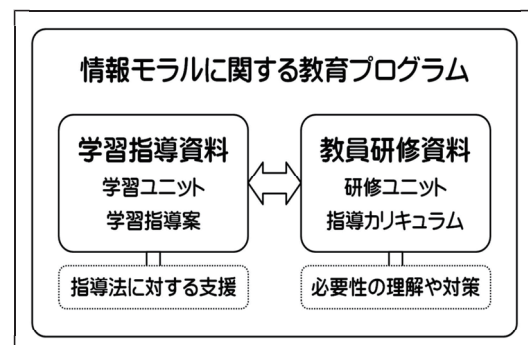 情報モラルに関する教育プログラム
学習指導資料
学習ユニット
学習指導案
指導法に対する支援
教員研修資料
研修ユニット
指導カリキュラム
必要性の理解や対策